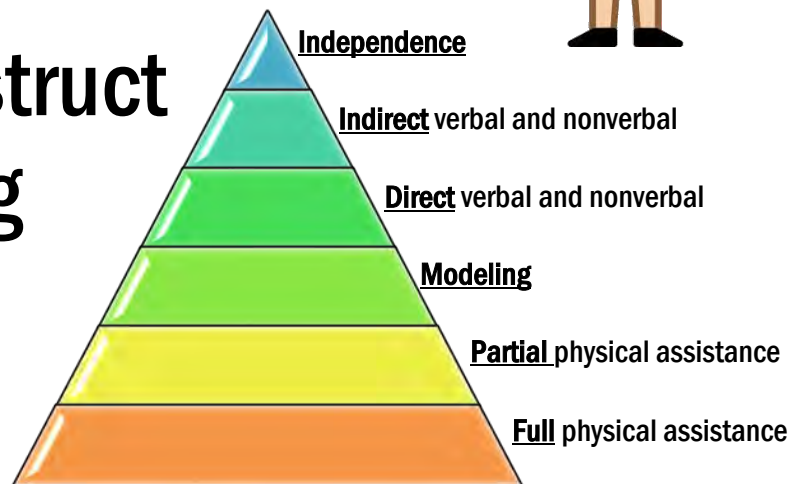 Independence
struct
Indirect verbal and nonverbal
g
Direct verbal and nonverbal
Modeling
Partial physical assistance
Full physical assistance